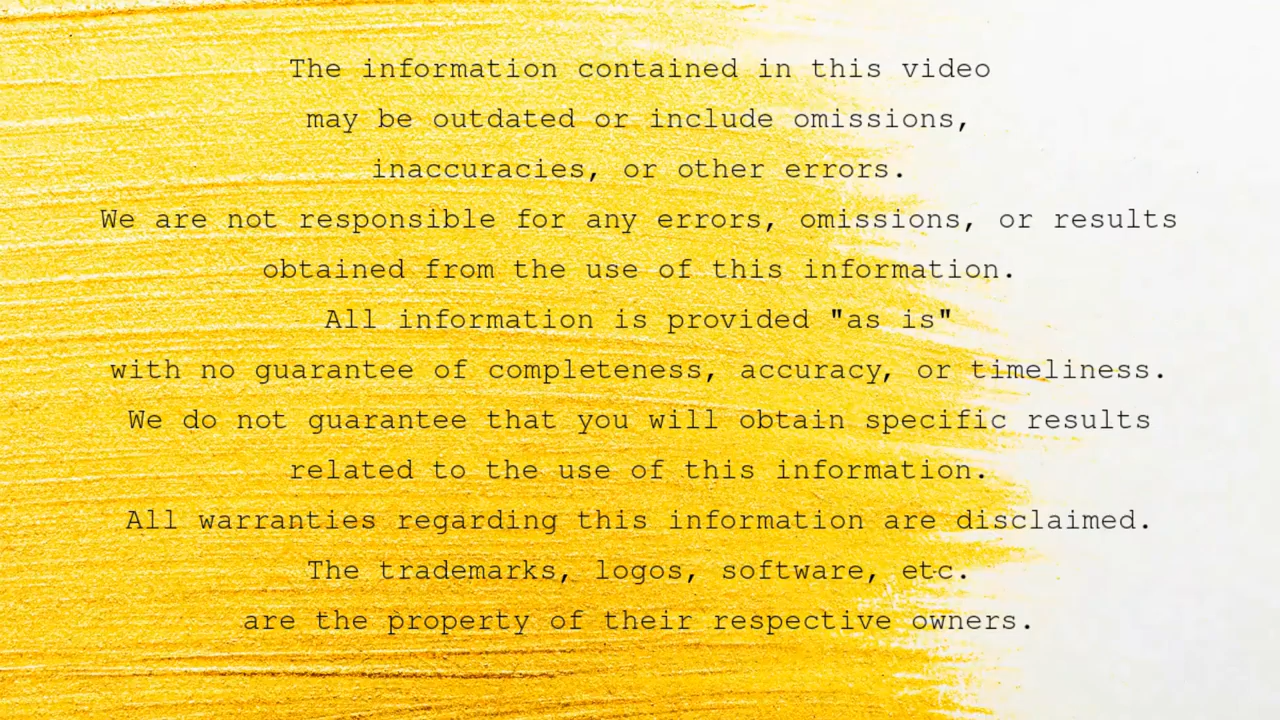 The information contained in this video
may be outdated or include omissions,
inaccuracies, or other errors.
We are not responsible for any errors, omissions, or results
obtained from the use of this information.
All information is provided "as is"
with no guarantee of completeness, accuracy, or timeliness.
We do not guarantee that you will obtain specific results
related to the use of this information.
All warranties regarding this information are disclaimed.
The trademarks, logos, software, etc.
are the property of their respective owners.